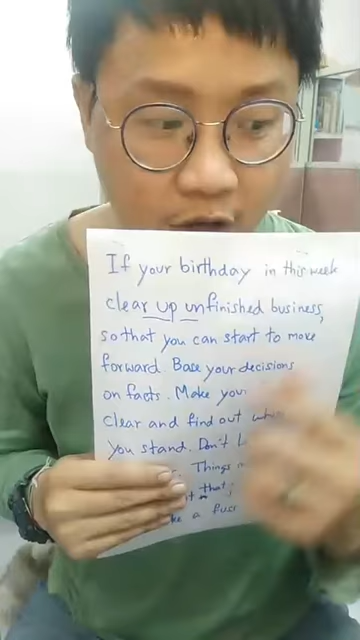 If your birthday in this week
clear up unfinished business,
so that you can start to move
forward Base your decisions
on facts. Make
clear and find out
you stand. Don't
Things
that;
a fuss